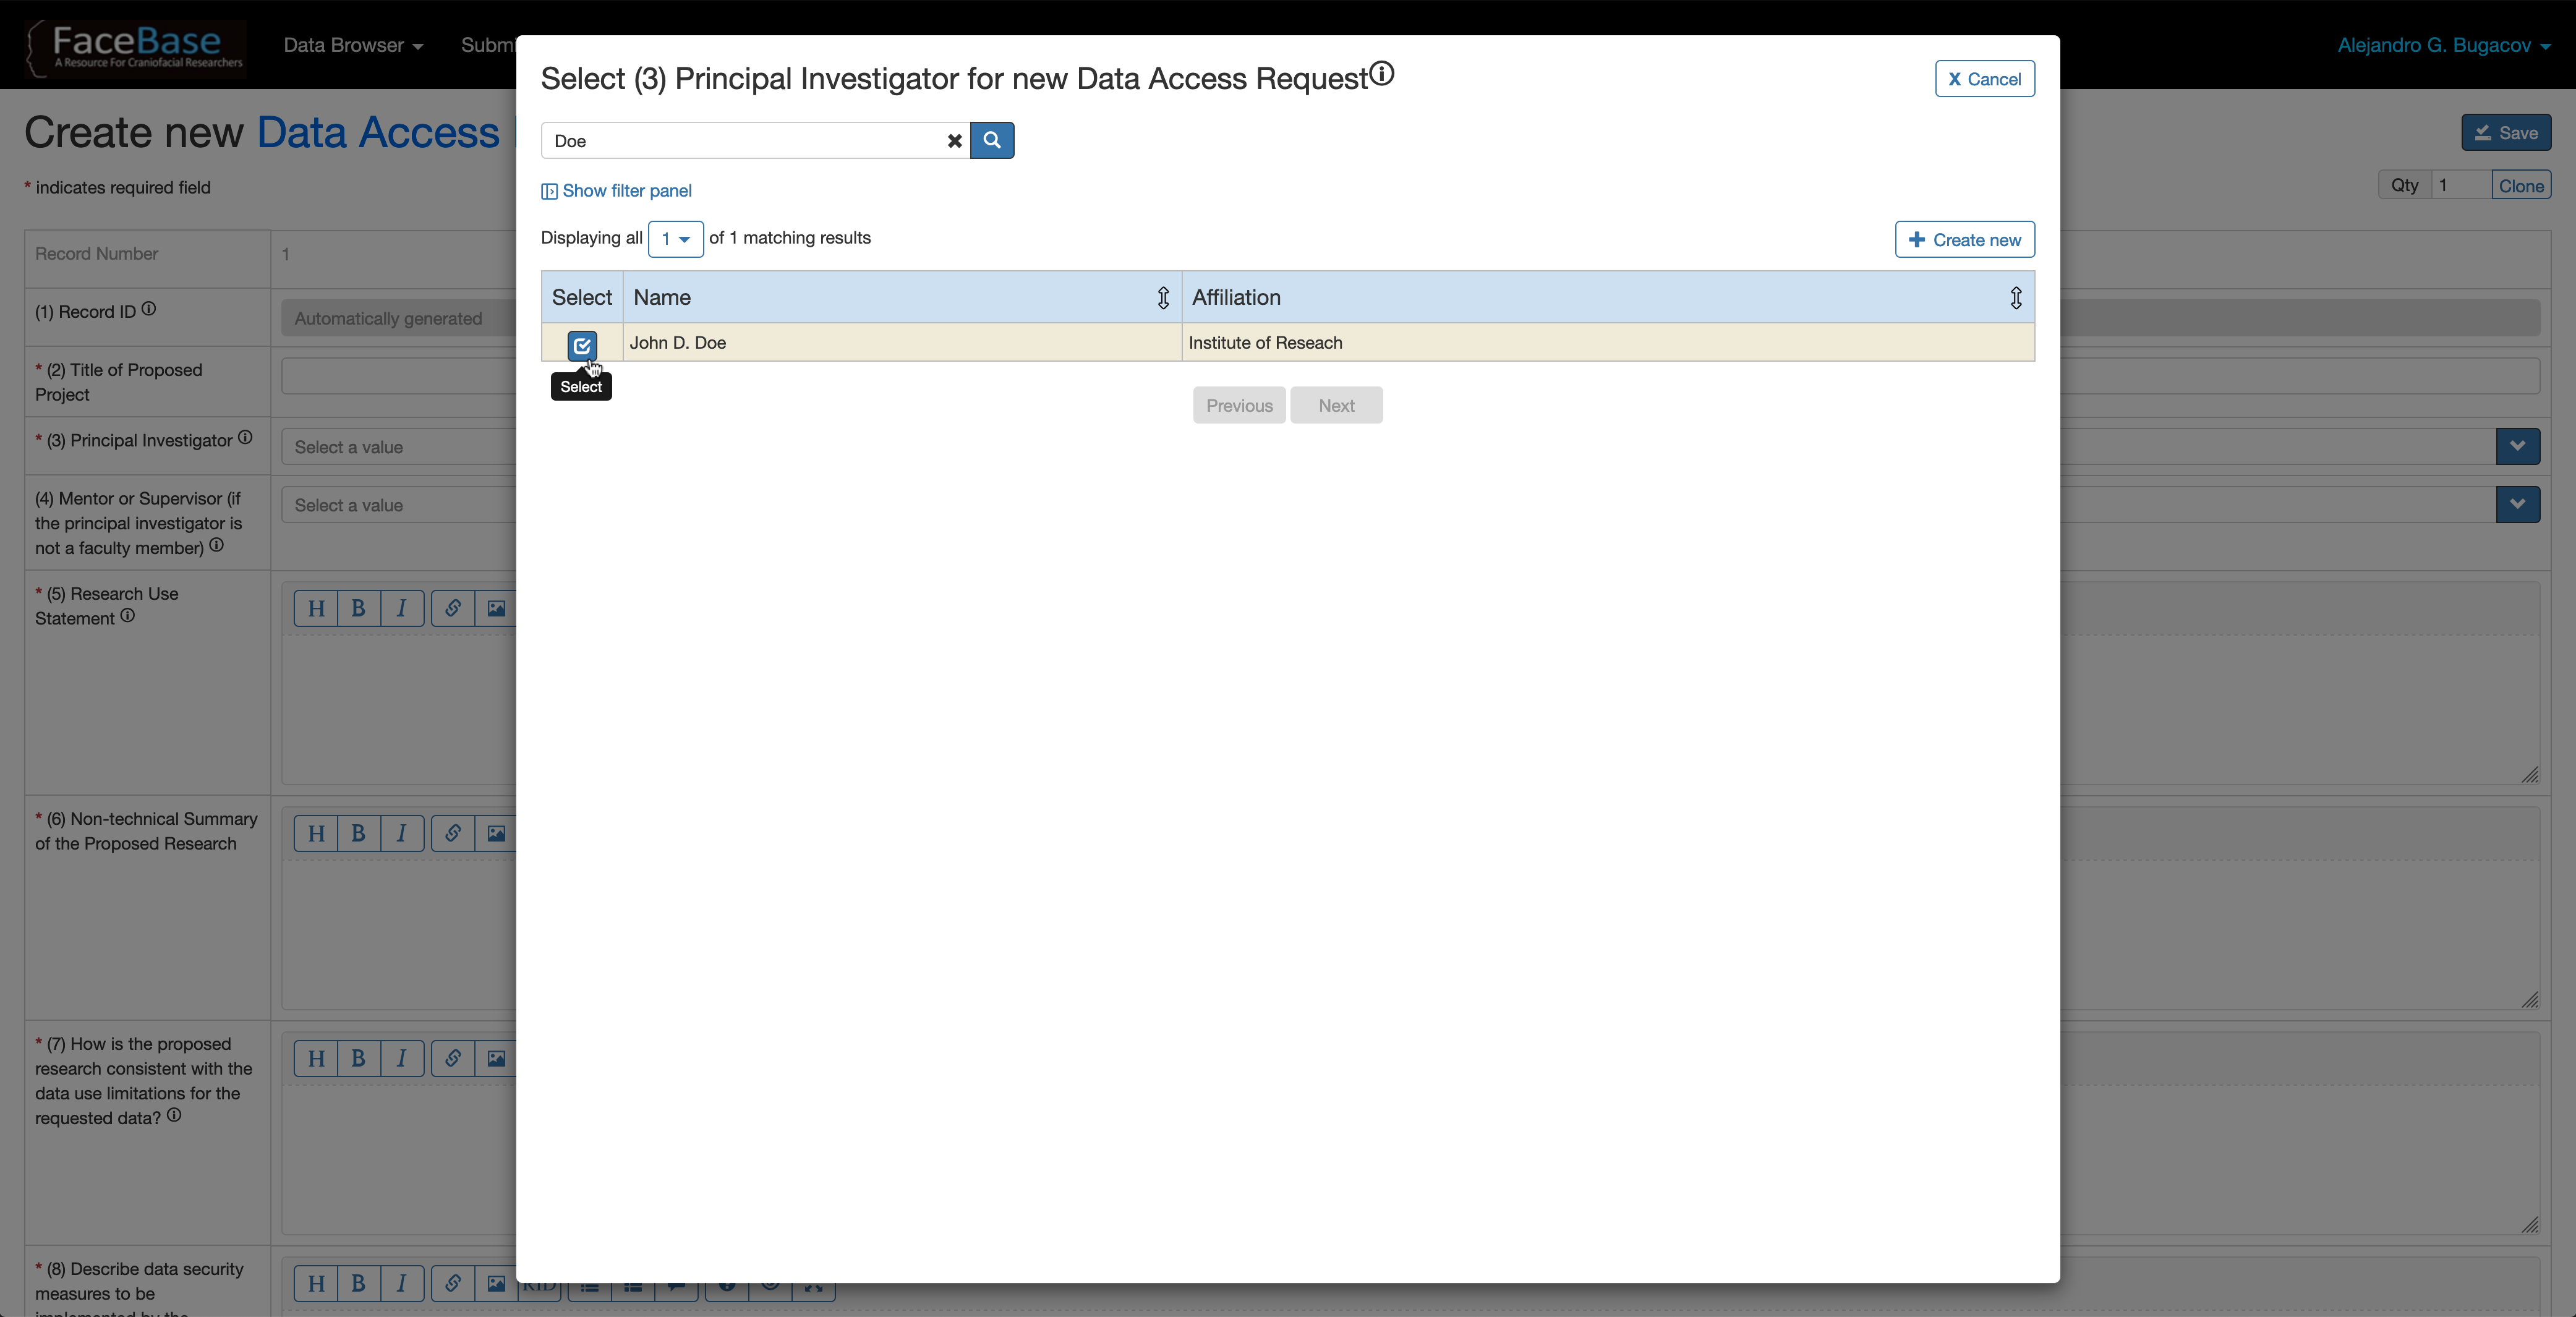 FaceBase
A Resource For Craniofacial Researchers
Data Browser
Submi
Alejandro G. Bugacov
Create new Data Access
Save
* indicates required field
Qty 1 Clone
Record Number 1
(1) Record ID
Automatically generated
* (2) Title of Proposed
Project
* (3) Principal Investigator
Select a value
(4) Mentor or Supervisor (if
the principal investigator is
not a faculty member)
Select a value
* (5) Research Use
Statement
H B I
* (6) Non-technical Summary
of the Proposed Research
H B I
* (7) How is the proposed
research consistent with the
data use limitations for the
requested data?
H B I
* (8) Describe data security
measures to be
implemented by the
H B I RID
Select (3) Principal Investigator for new Data Access Request
X Cancel
Doe
Show filter panel
Displaying all 1 of 1 matching results
Create new
Select Name Affiliation
John D. Doe Institute of Reseach
Select
Previous Next